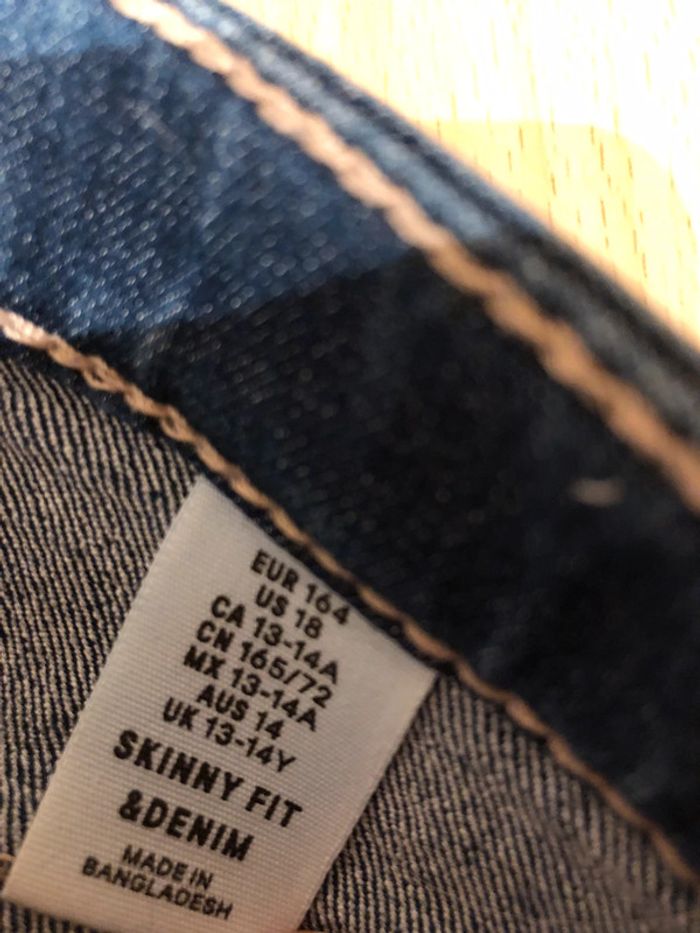 EUR 164
US 18
CA 13-14A
CN 165/72
MX 13-14A
AUS 14
UK 13-14Y
SKINNY FIT
&DENIM
MADE IN
BANGLADESH